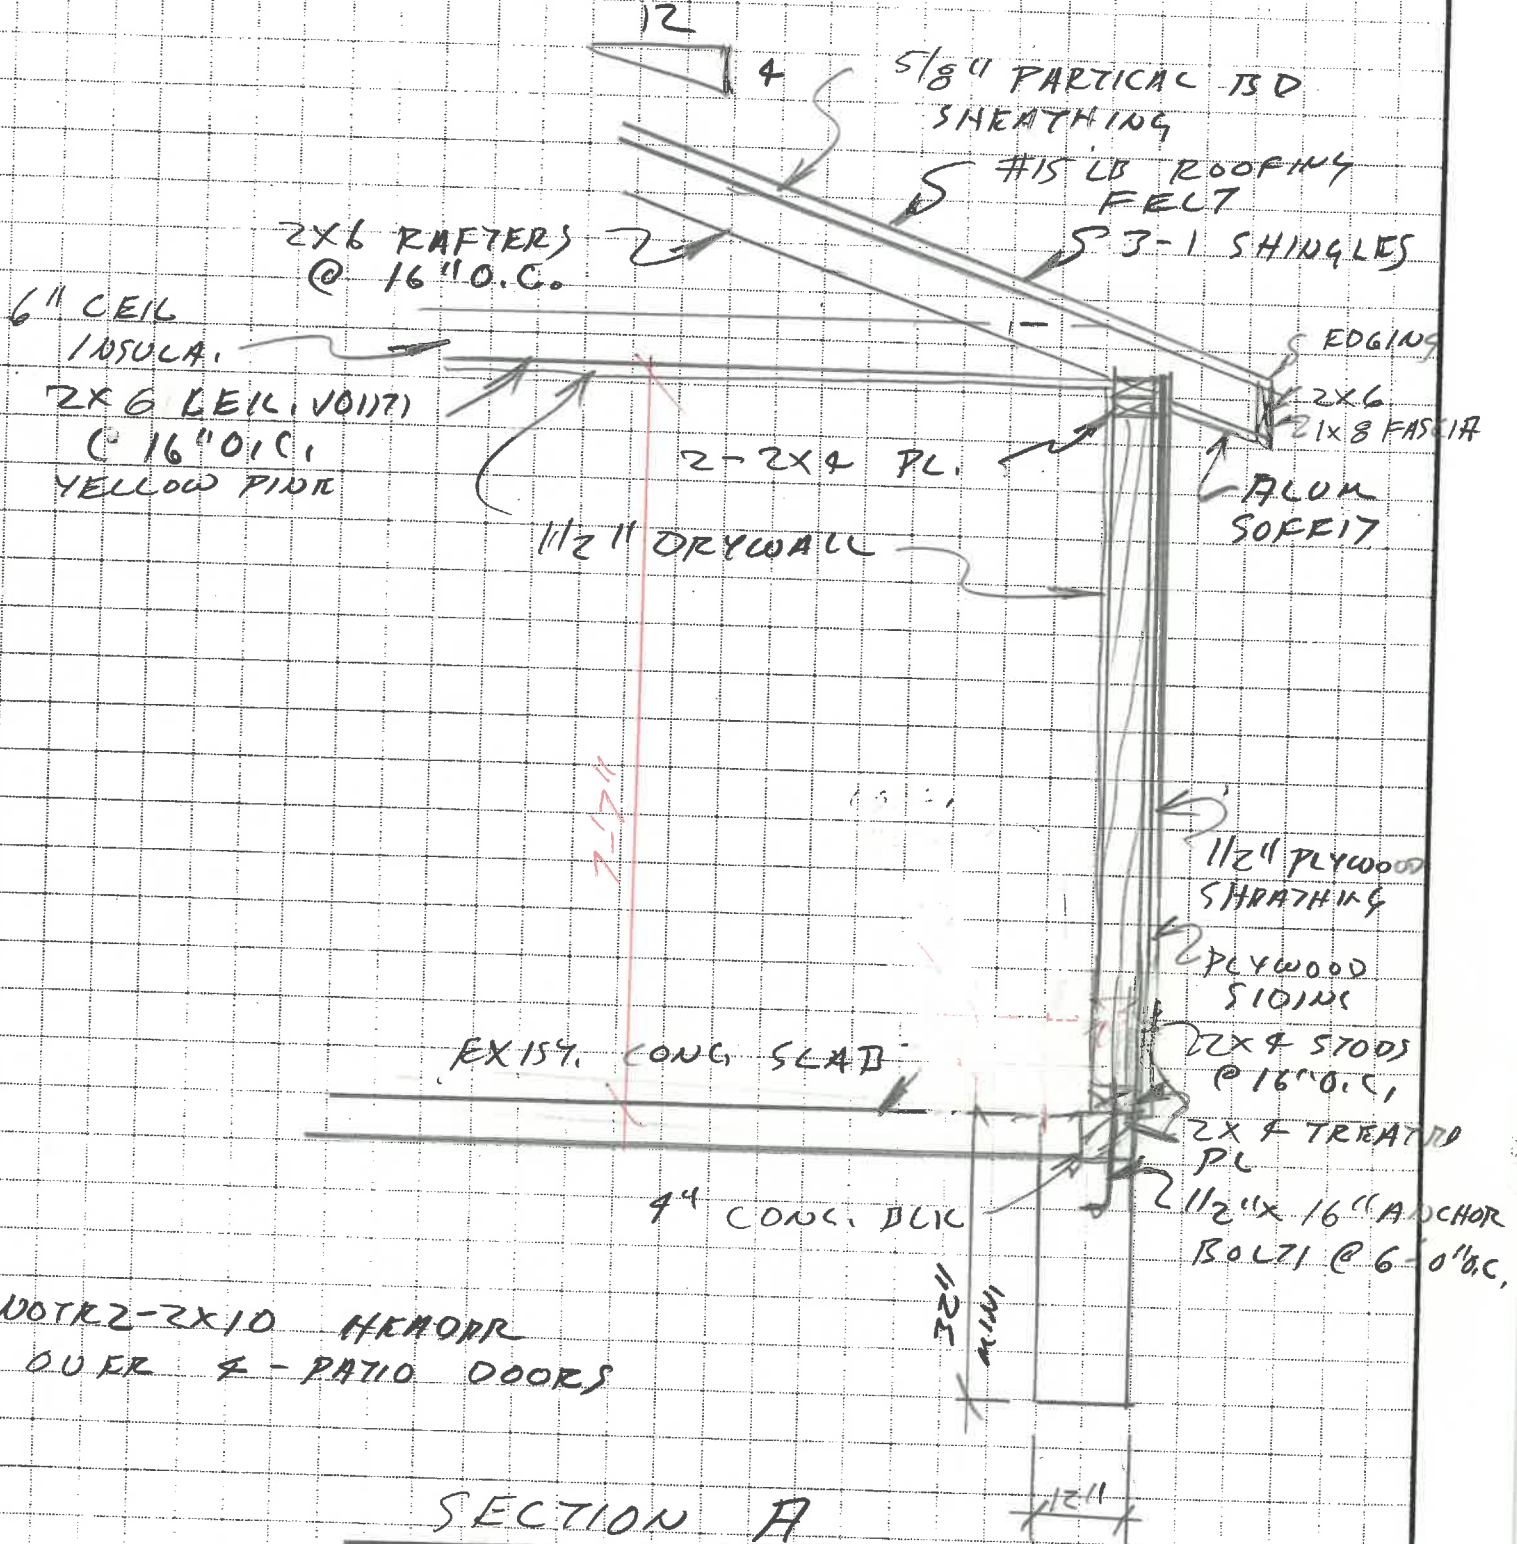 12
4
5/8" PARTICAL BD
SHEATHING
#15 LB ROOFING
FELT
3-1 SHINGLES
2X6 RAFTERS
@ 16" O.C.
6" CEIL
INSULA.
2X6 CEIL. JOISTS
@ 16" O.C.
YELLOW PINE
EDGING
2X6
1X8 FASCIA
2-2X4 PL.
ALUM
SOFFIT
1/2" DRYWALL
7'-7"
1/2" PLYWOOD
SHEATHING
PLYWOOD
SIDING
2X4 STUDS
@ 16" O.C.
EXIST. CONC. SLAB
2X4 TREATED
PL
4" CONC. BLK
1/2" X 16" ANCHOR
BOLTS @ 6-0" O.C.
32"
MIN
NOTE 2-2X10 HEADER
OVER 4-PATIO DOORS
12"
SECTION A